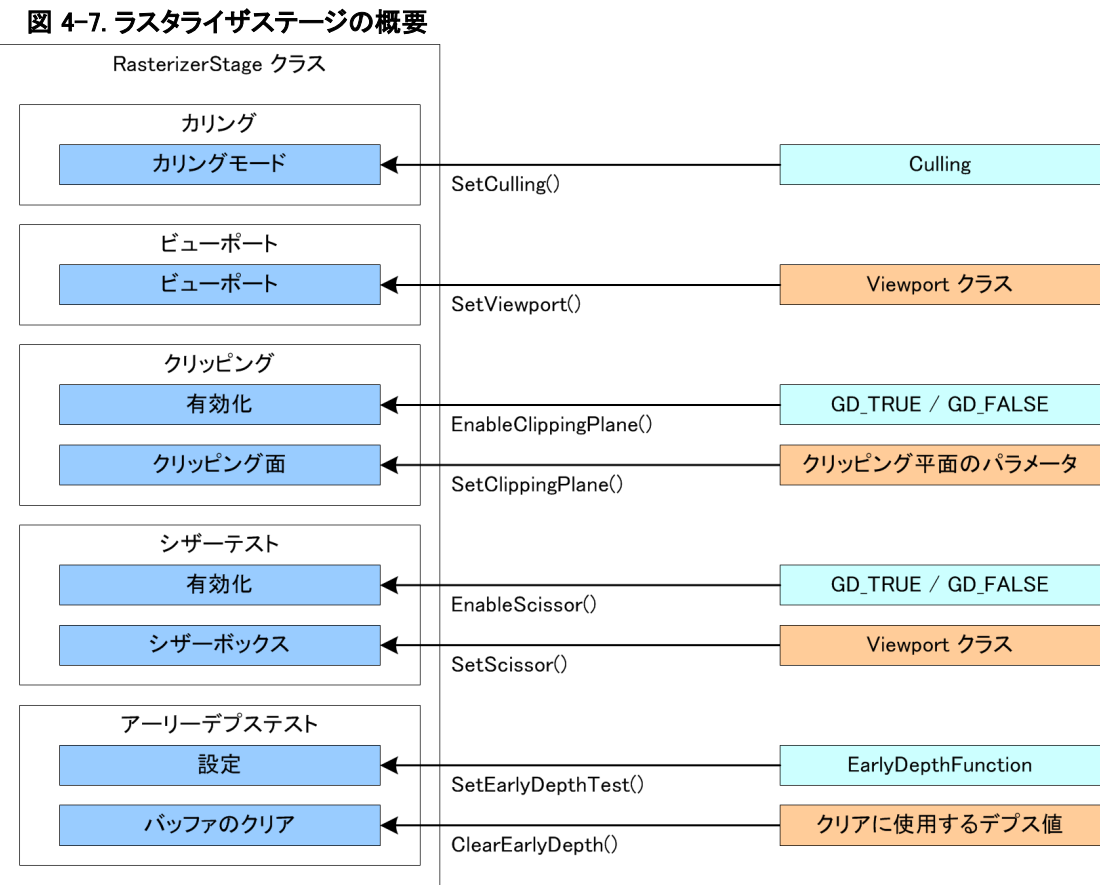 図 4-7. ラスタライザステージの概要
RasterizerStage クラス
カリング
カリングモード
SetCulling()
Culling
ビューポート
ビューポート
SetViewport()
Viewport クラス
クリッピング
有効化
EnableClippingPlane()
GD_TRUE / GD_FALSE
クリッピング面
SetClippingPlane()
クリッピング平面のパラメータ
シザーテスト
有効化
EnableScissor()
GD_TRUE / GD_FALSE
シザーボックス
SetScissor()
Viewport クラス
アーリーデプステスト
設定
SetEarlyDepthTest()
EarlyDepthFunction
バッファのクリア
ClearEarlyDepth()
クリアに使用するデプス値